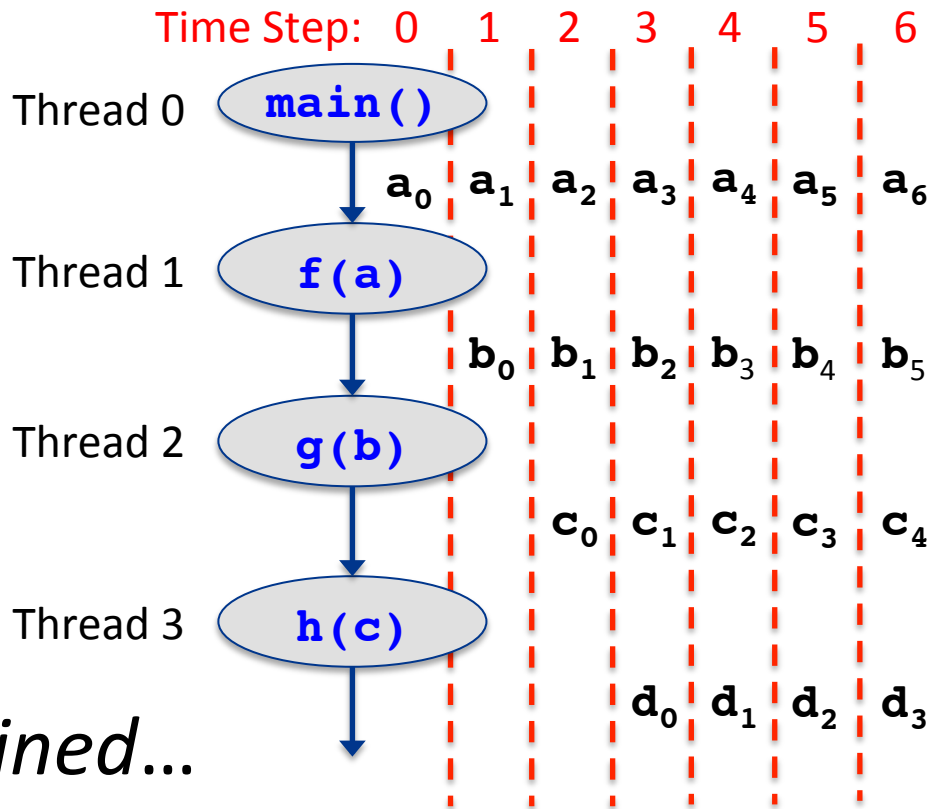 Time Step: 0 1 2 3 4 5 6
Thread 0 main()
a₀ a₁ a₂ a₃ a₄ a₅ a₆
Thread 1 f(a)
b₀ b₁ b₂ b₃ b₄ b₅
Thread 2 g(b)
c₀ c₁ c₂ c₃ c₄
Thread 3 h(c)
d₀ d₁ d₂ d₃
ined...